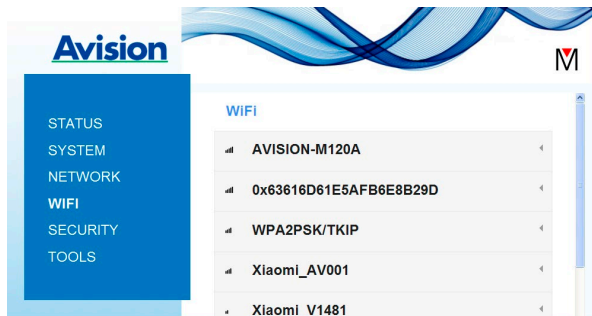 Avision
STATUS
SYSTEM
NETWORK
WIFI
SECURITY
TOOLS
WiFi
AVISION-M120A
0x63616D61E5AFB6E8B29D
WPA2PSK/TKIP
Xiaomi_AV001
Xiaomi_V1481